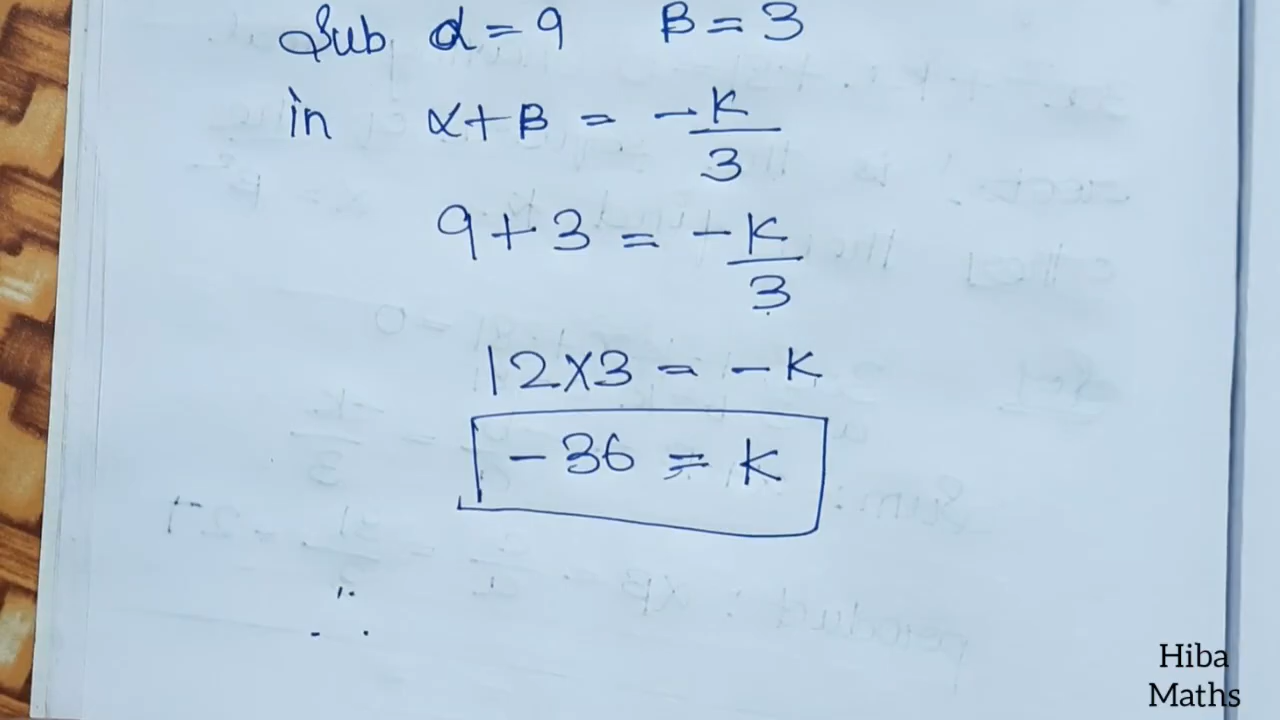 Sub α = 9 β = 3
in α + β = -K/3
9 + 3 = -K/3
12×3 = -K
-36 = K
∴
Hiba
Maths